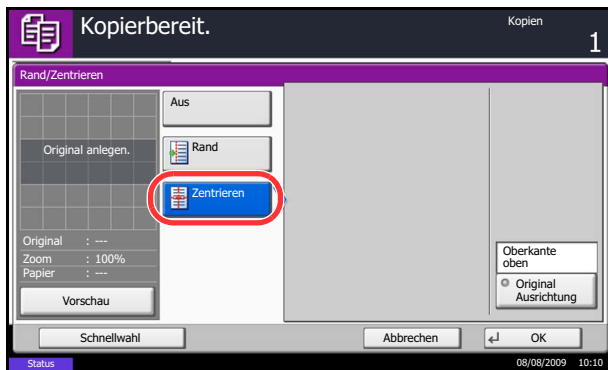 Kopierbereit.
Kopien
1
Rand/Zentrieren
Aus
Original anlegen.
Rand
Zentrieren
Original : ---
Zoom : 100%
Papier : ---
Vorschau
Oberkante
oben
Original
Ausrichtung
Schnellwahl
Abbrechen
OK
Status
08/08/2009 10:10